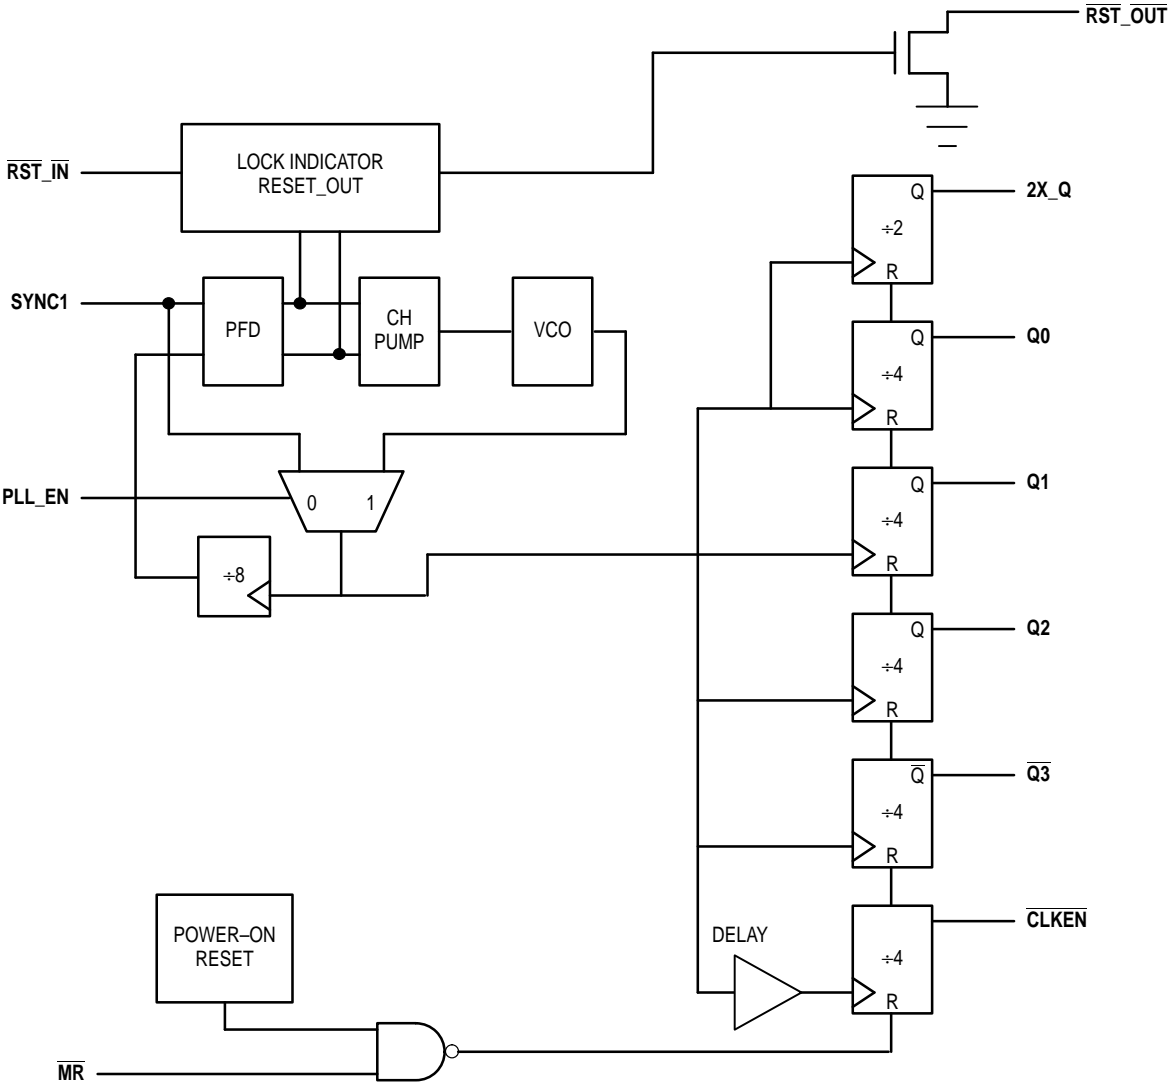 RST_OUT
LOCK INDICATOR
RESET_OUT
RST_IN
Q
2X_Q
÷2
R
SYNC1
PFD
CH
PUMP
VCO
Q
Q0
÷4
R
PLL_EN
0
1
Q
Q1
÷4
R
÷8
Q
Q2
÷4
R
Q
Q3
÷4
R
POWER–ON
RESET
DELAY
CLKEN
÷4
R
MR